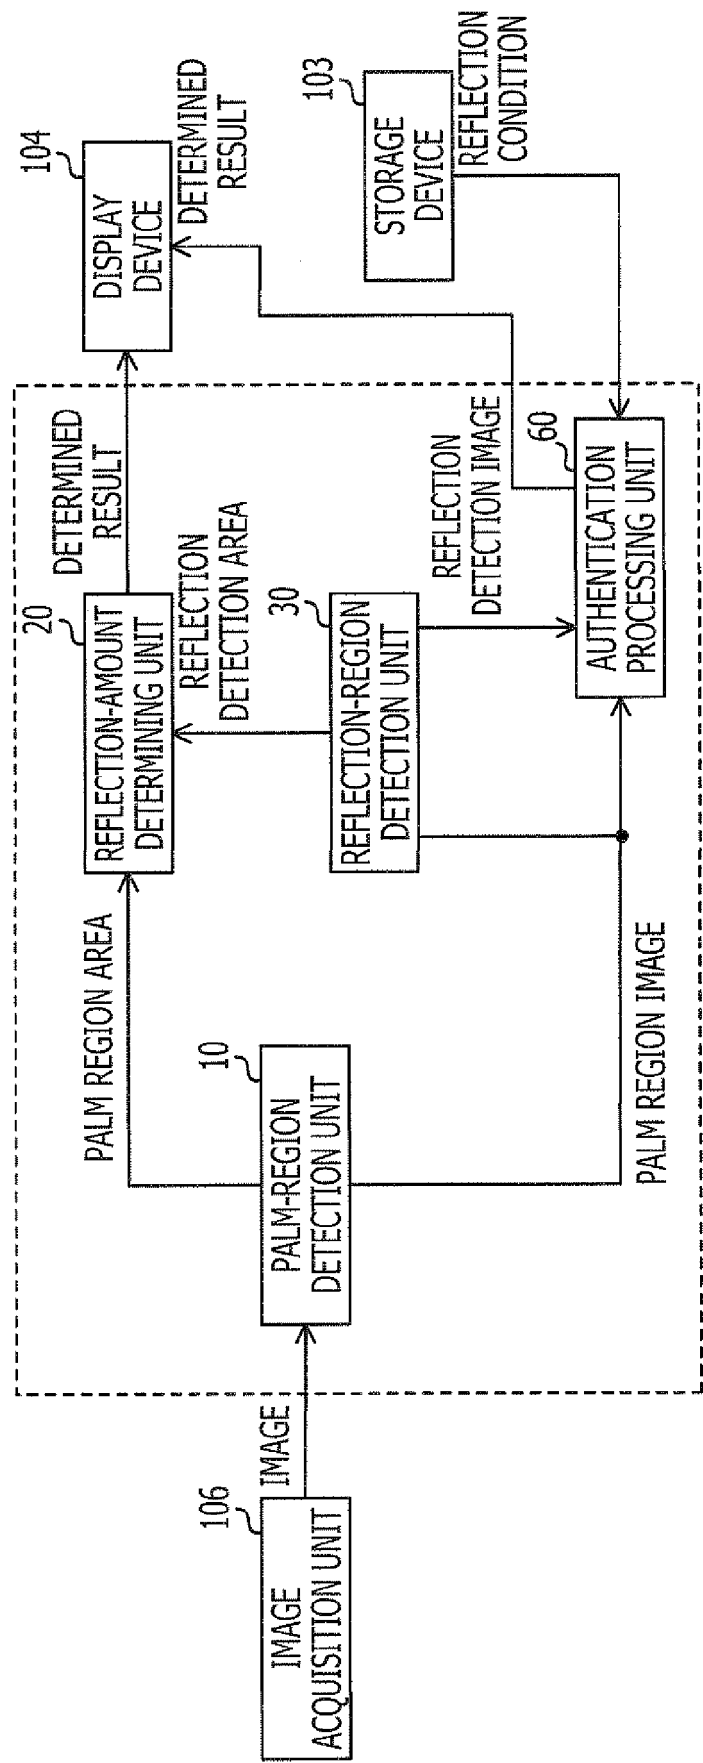 106
IMAGE
ACQUISITION UNIT
IMAGE
10
PALM-REGION
DETECTION UNIT
PALM REGION AREA
PALM REGION IMAGE
20
REFLECTION-AMOUNT
DETERMINING UNIT
REFLECTION
DETECTION AREA
30
REFLECTION-REGION
DETECTION UNIT
REFLECTION
DETECTION IMAGE
60
AUTHENTICATION
PROCESSING UNIT
DETERMINED
RESULT
104
DISPLAY
DEVICE
DETERMINED
RESULT
103
STORAGE
DEVICE
REFLECTION
CONDITION